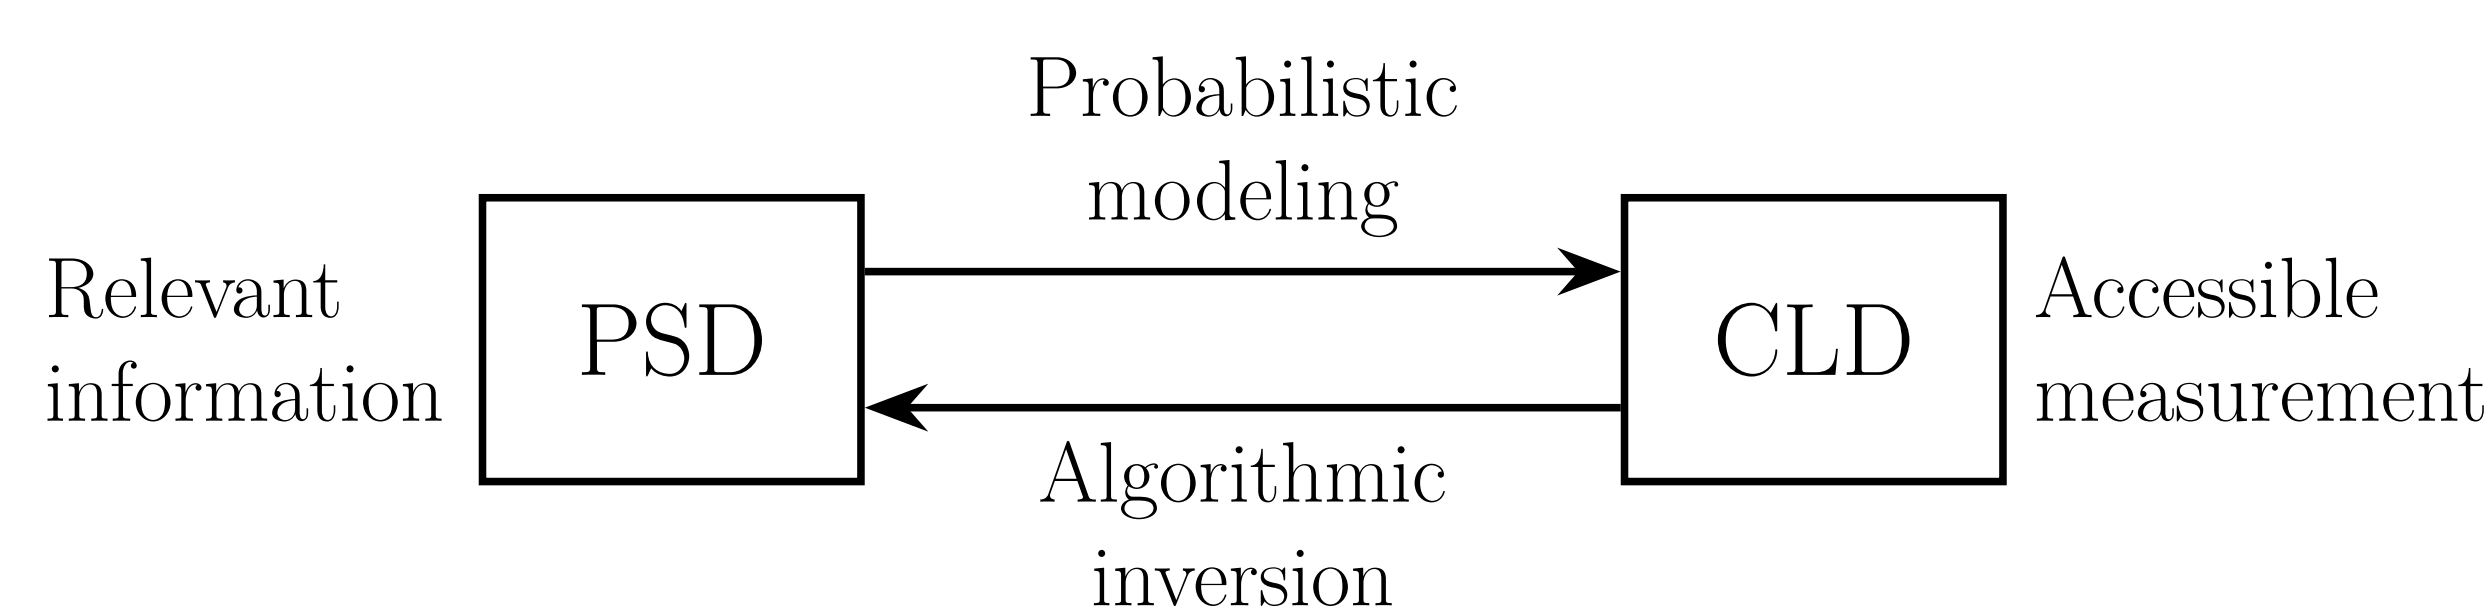 Probabilistic
modeling
Relevant
information
PSD
CLD
Accessible
measurement
Algorithmic
inversion